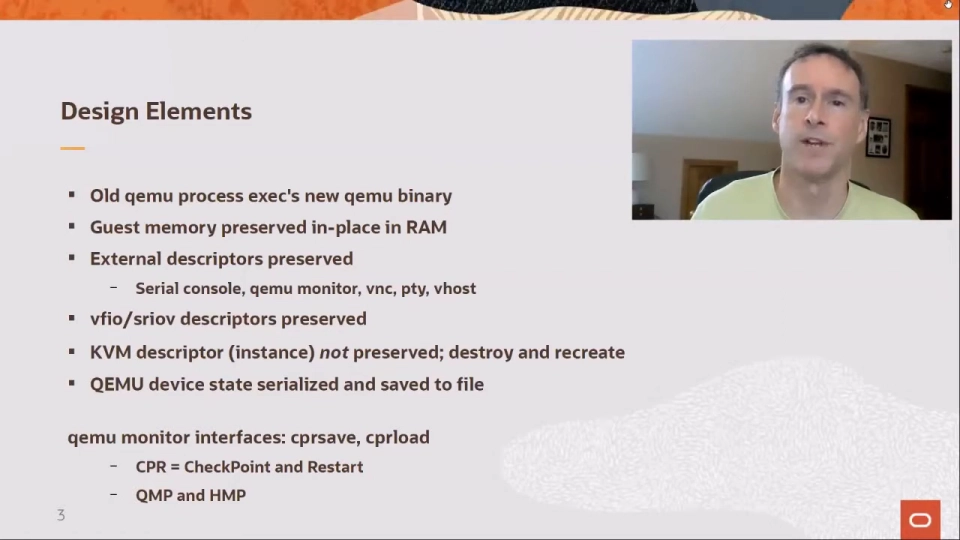 Design Elements
▪ Old qemu process exec's new qemu binary
▪ Guest memory preserved in-place in RAM
▪ External descriptors preserved
– Serial console, qemu monitor, vnc, pty, vhost
▪ vfio/sriov descriptors preserved
▪ KVM descriptor (instance) not preserved; destroy and recreate
▪ QEMU device state serialized and saved to file
qemu monitor interfaces: cprsave, cprload
– CPR = CheckPoint and Restart
– QMP and HMP
3